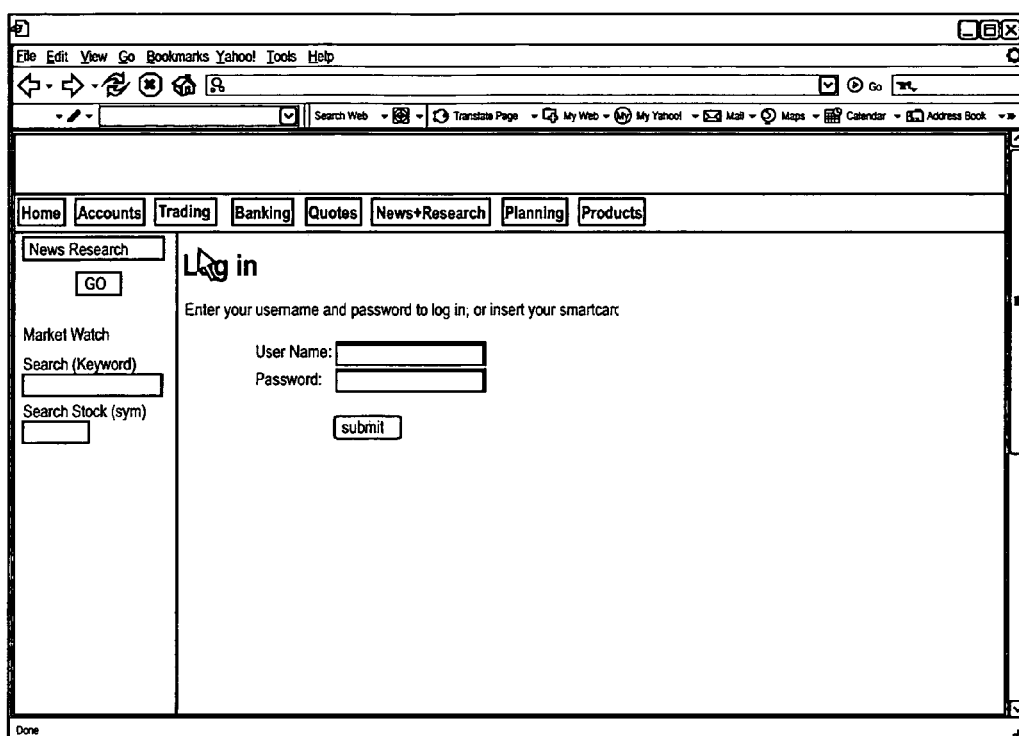 File Edit View Go Bookmarks Yahoo! Tools Help
Go
Search Web Translate Page My Web My Yahoo! Mail Maps Calendar Address Book
Home Accounts Trading Banking Quotes News+Research Planning Products
News Research
GO
Market Watch
Search (Keyword)
Search Stock (sym)
Log in
Enter your username and password to log in, or insert your smartcard
User Name:
Password:
submit
Done